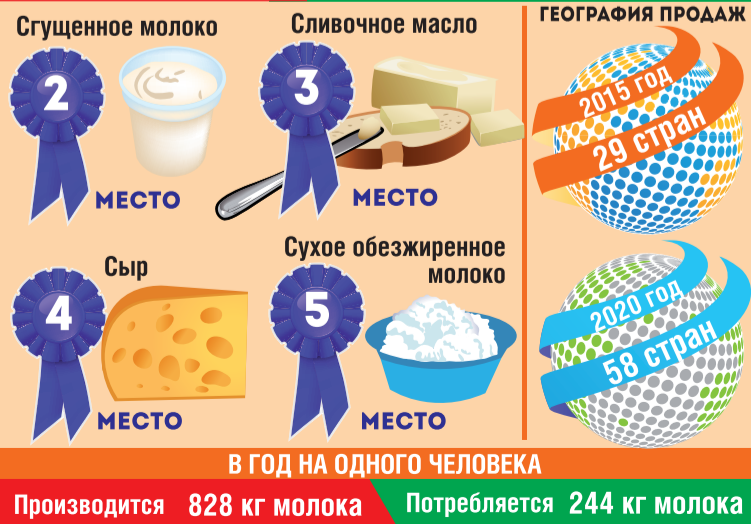 Сгущенное молоко
2
МЕСТО
Сливочное масло
3
МЕСТО
Сыр
4
МЕСТО
Сухое обезжиренное
молоко
5
МЕСТО
ГЕОГРАФИЯ ПРОДАЖ
2015 год
29 стран
2020 год
58 стран
В ГОД НА ОДНОГО ЧЕЛОВЕКА
Производится 828 кг молока
Потребляется 244 кг молока